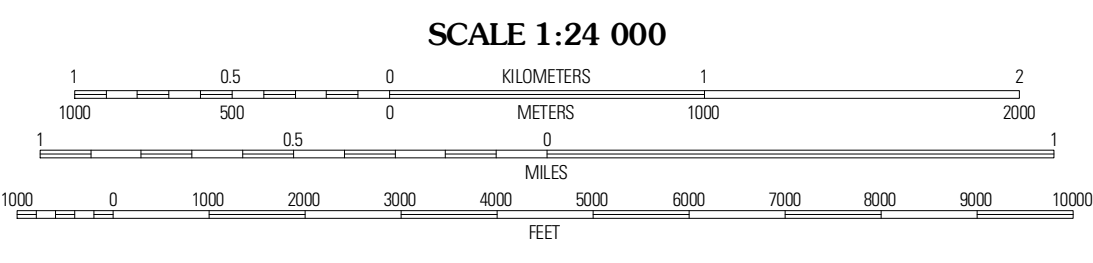 SCALE 1:24 000
1 0.5 0 KILOMETERS 1 2
1000 500 0 METERS 1000 2000
1 0.5 0 1
MILES
1000 0 1000 2000 3000 4000 5000 6000 7000 8000 9000 10000
FEET